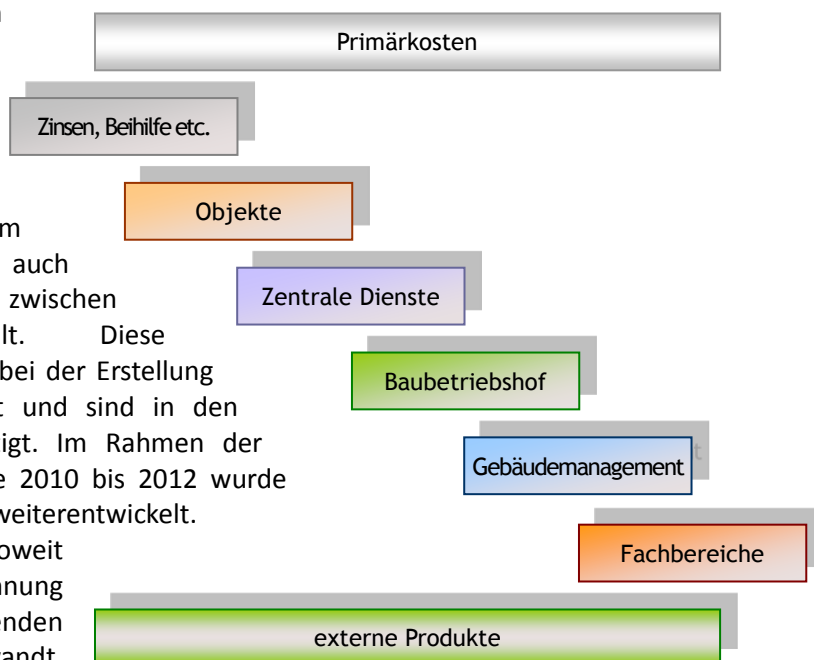 Primärkosten
Zinsen, Beihilfe etc.
Objekte
Zentrale Dienste
Baubetriebshof
Gebäudemanagement
Fachbereiche
externe Produkte
m
auch
zwischen
lt. Diese
bei der Erstellung
t und sind in den
tigt. Im Rahmen der
e 2010 bis 2012 wurde
weiterentwickelt.
oweit
nung
enden